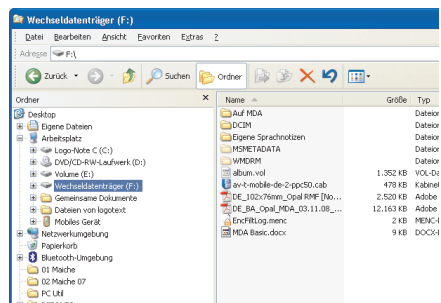 Wechseldatenträger (F:)
Datei Bearbeiten Ansicht Favoriten Extras ?
Adresse F:\
Zurück Suchen Ordner
Ordner × Name Größe Typ
Desktop
Eigene Dateien
Arbeitsplatz
Logo-Note C (C:)
DVD/CD-RW-Laufwerk (D:)
Volume (E:)
Wechseldatenträger (F:)
Gemeinsame Dokumente
Dateien von logotext
Mobiles Gerät
Netzwerkumgebung
Papierkorb
Bluetooth-Umgebung
01 Maiche
02 Maiche 07
PC Util
Auf MDA Dateior
DCIM Dateior
Eigene Sprachnotizen Dateior
MSMETADATA Dateior
WMDRM Dateior
album.vol 1.352 KB VOL-Da
av-t-mobile-de-2-ppc50.cab 478 KB Kabinet
DE_102x76mm_Opal RMF [No... 2.520 KB Adobe
DE_BA_Opal_MDA_03.11.08_... 12.163 KB Adobe
EncFiltLog.menc 2 KB MENC-
MDA Basic.docx 9 KB DOCX-